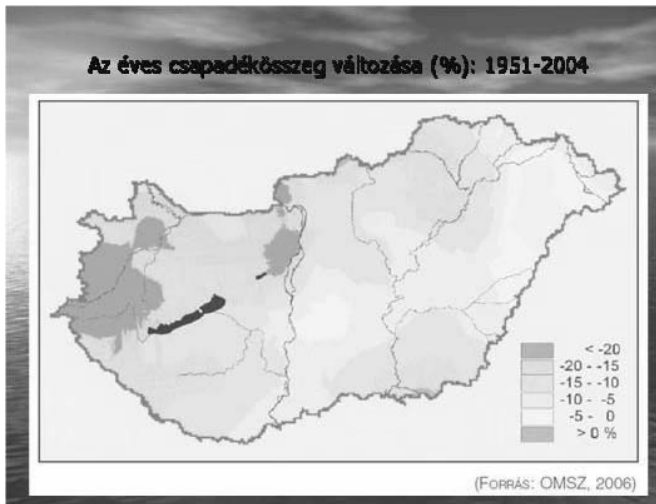 Az éves csapadékösszeg változása (%): 1951-2004
< -20
-20 - -15
-15 - -10
-10 - -5
-5 - 0
> 0 %
(FORRÁS: OMSZ, 2006)